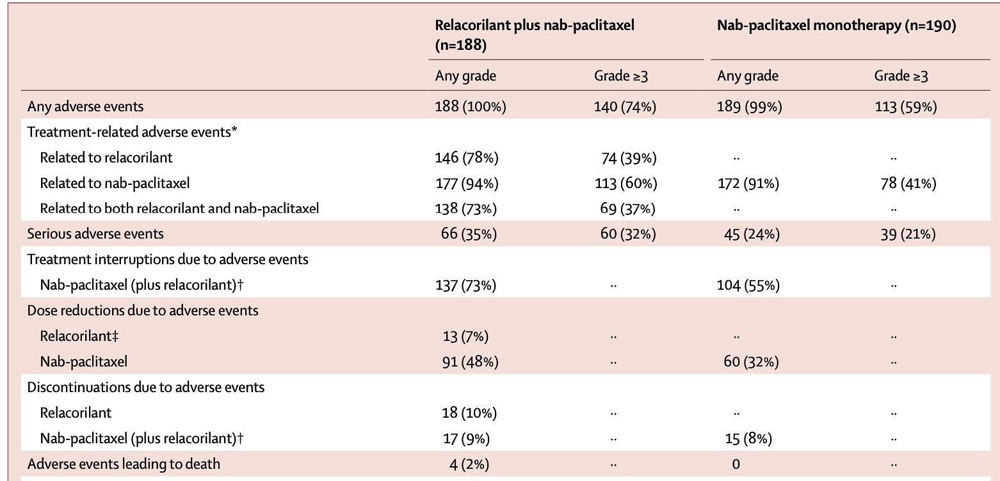 Relacorilant plus nab-paclitaxel (n=188) Nab-paclitaxel monotherapy (n=190)
Any grade Grade ≥3 Any grade Grade ≥3
Any adverse events 188 (100%) 140 (74%) 189 (99%) 113 (59%)
Treatment-related adverse events*
Related to relacorilant 146 (78%) 74 (39%) ·· ··
Related to nab-paclitaxel 177 (94%) 113 (60%) 172 (91%) 78 (41%)
Related to both relacorilant and nab-paclitaxel 138 (73%) 69 (37%) ·· ··
Serious adverse events 66 (35%) 60 (32%) 45 (24%) 39 (21%)
Treatment interruptions due to adverse events
Nab-paclitaxel (plus relacorilant)† 137 (73%) ·· 104 (55%) ··
Dose reductions due to adverse events
Relacorilant‡ 13 (7%) ·· ·· ··
Nab-paclitaxel 91 (48%) ·· 60 (32%) ··
Discontinuations due to adverse events
Relacorilant 18 (10%) ·· ·· ··
Nab-paclitaxel (plus relacorilant)† 17 (9%) ·· 15 (8%) ··
Adverse events leading to death 4 (2%) ·· 0 ··